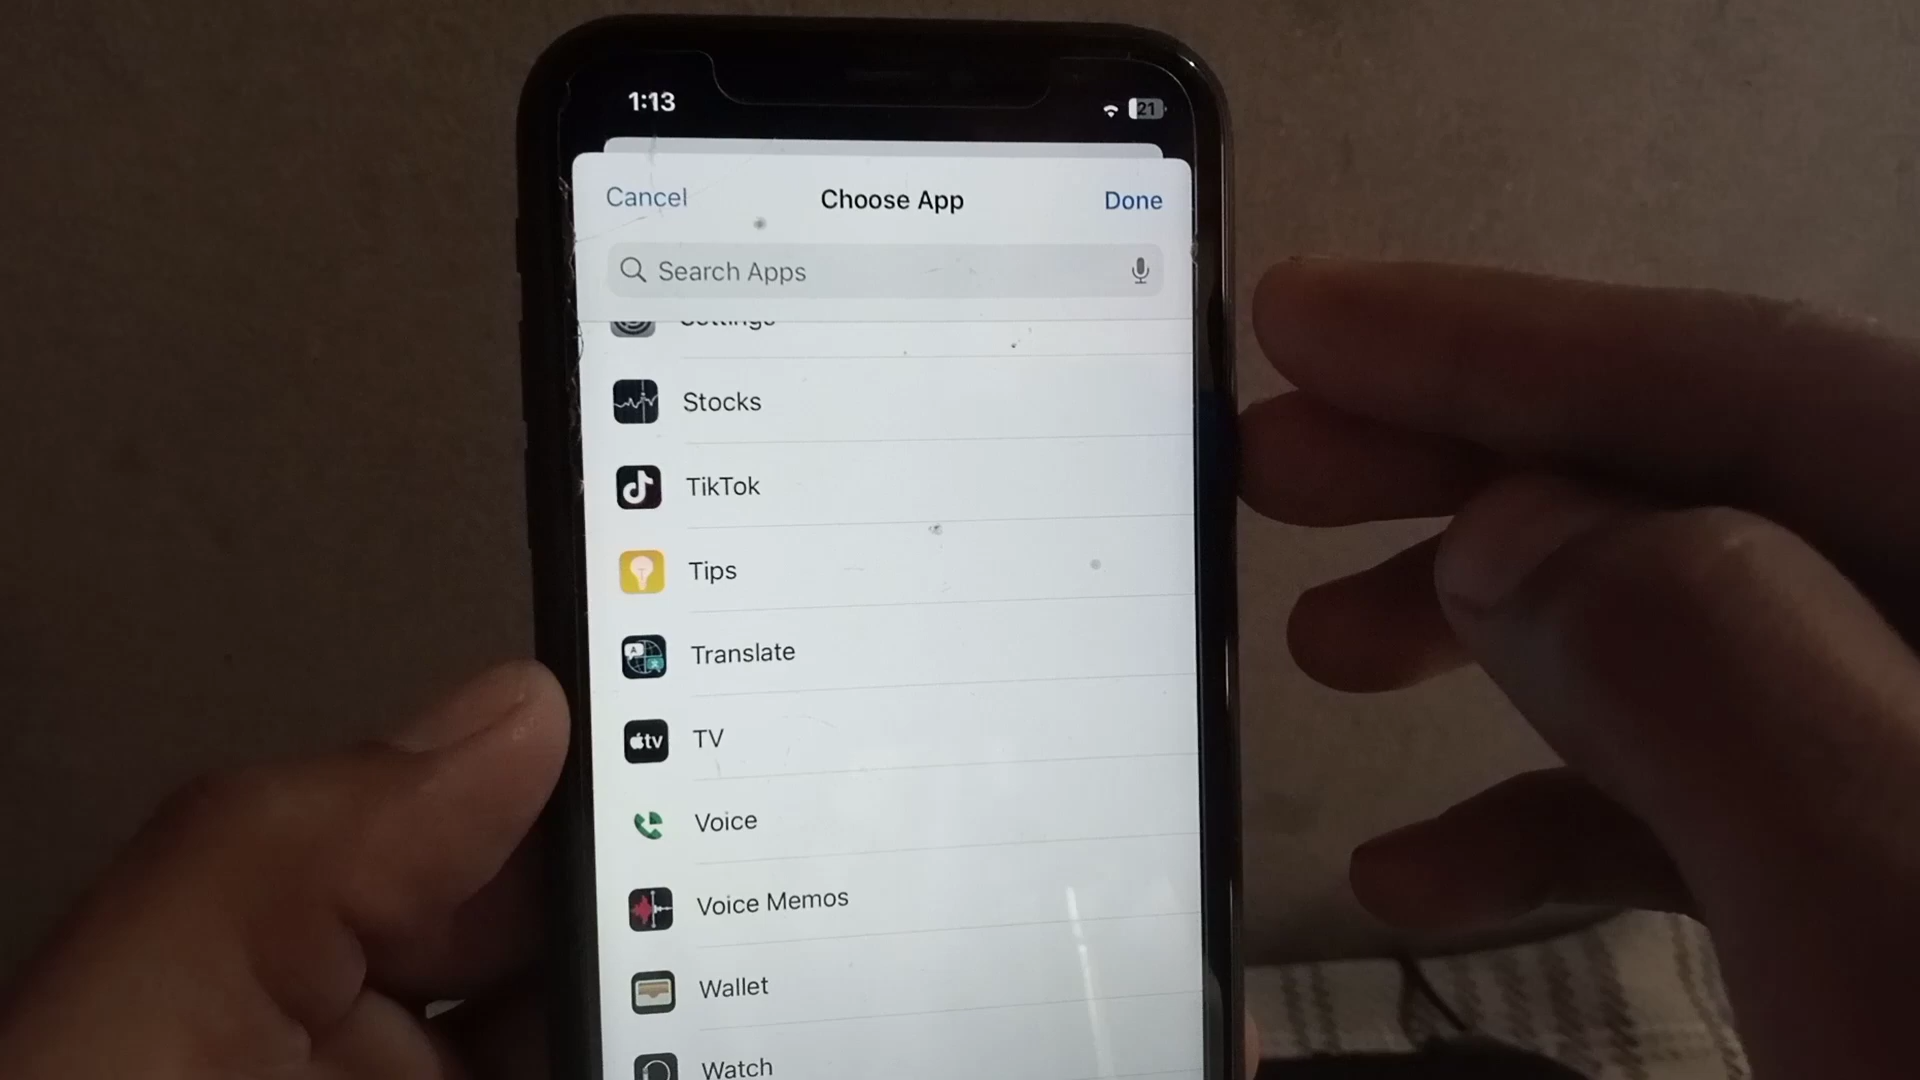 1:13
21
Cancel
Choose App
Done
Search Apps
Settings
Stocks
TikTok
Tips
Translate
tv
TV
Voice
Voice Memos
Wallet
Watch